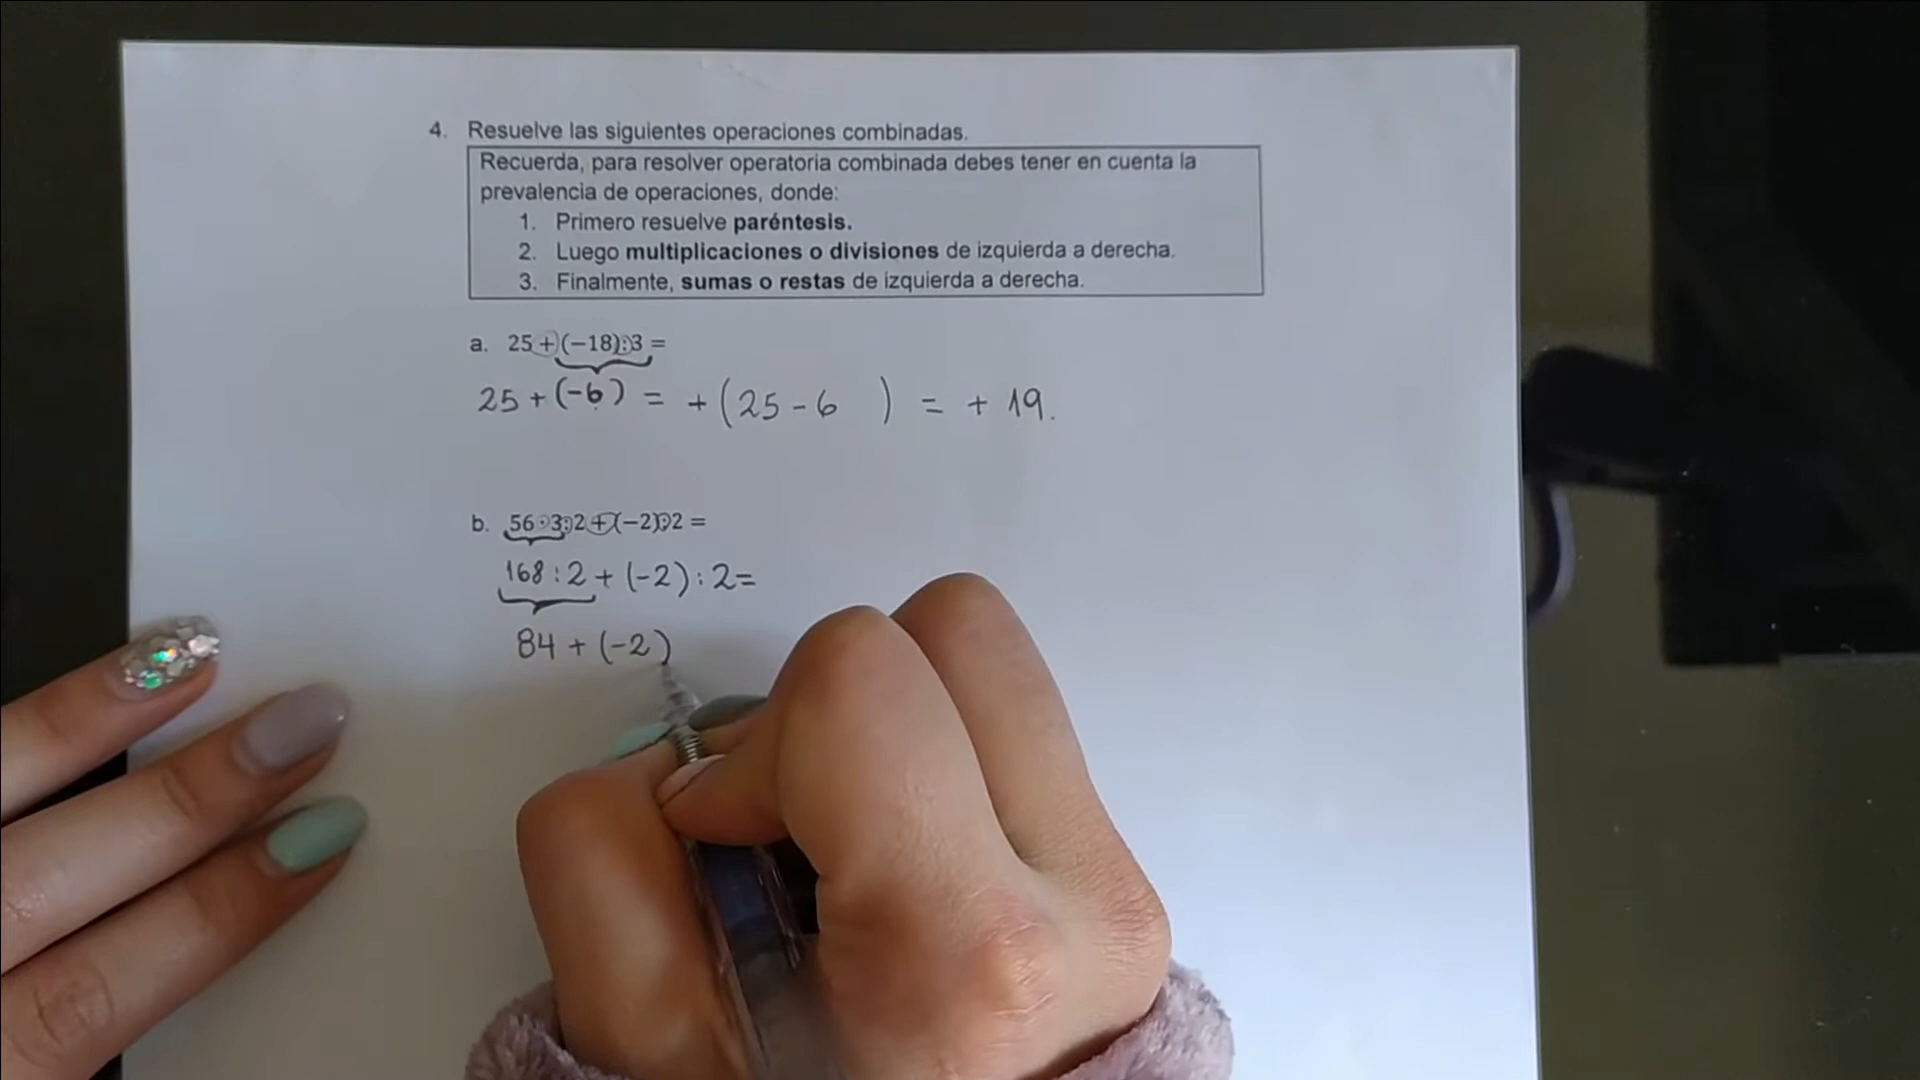 4. Resuelve las siguientes operaciones combinadas.
Recuerda, para resolver operatoria combinada debes tener en cuenta la
prevalencia de operaciones, donde:
1. Primero resuelve paréntesis.
2. Luego multiplicaciones o divisiones de izquierda a derecha.
3. Finalmente, sumas o restas de izquierda a derecha.
a. 25 + (−18):3 =
25 + (-6) = + (25 - 6 ) = + 19.
b. 56·3:2 + (−2):2 =
168 : 2 + (-2) : 2 =
84 + (-2)